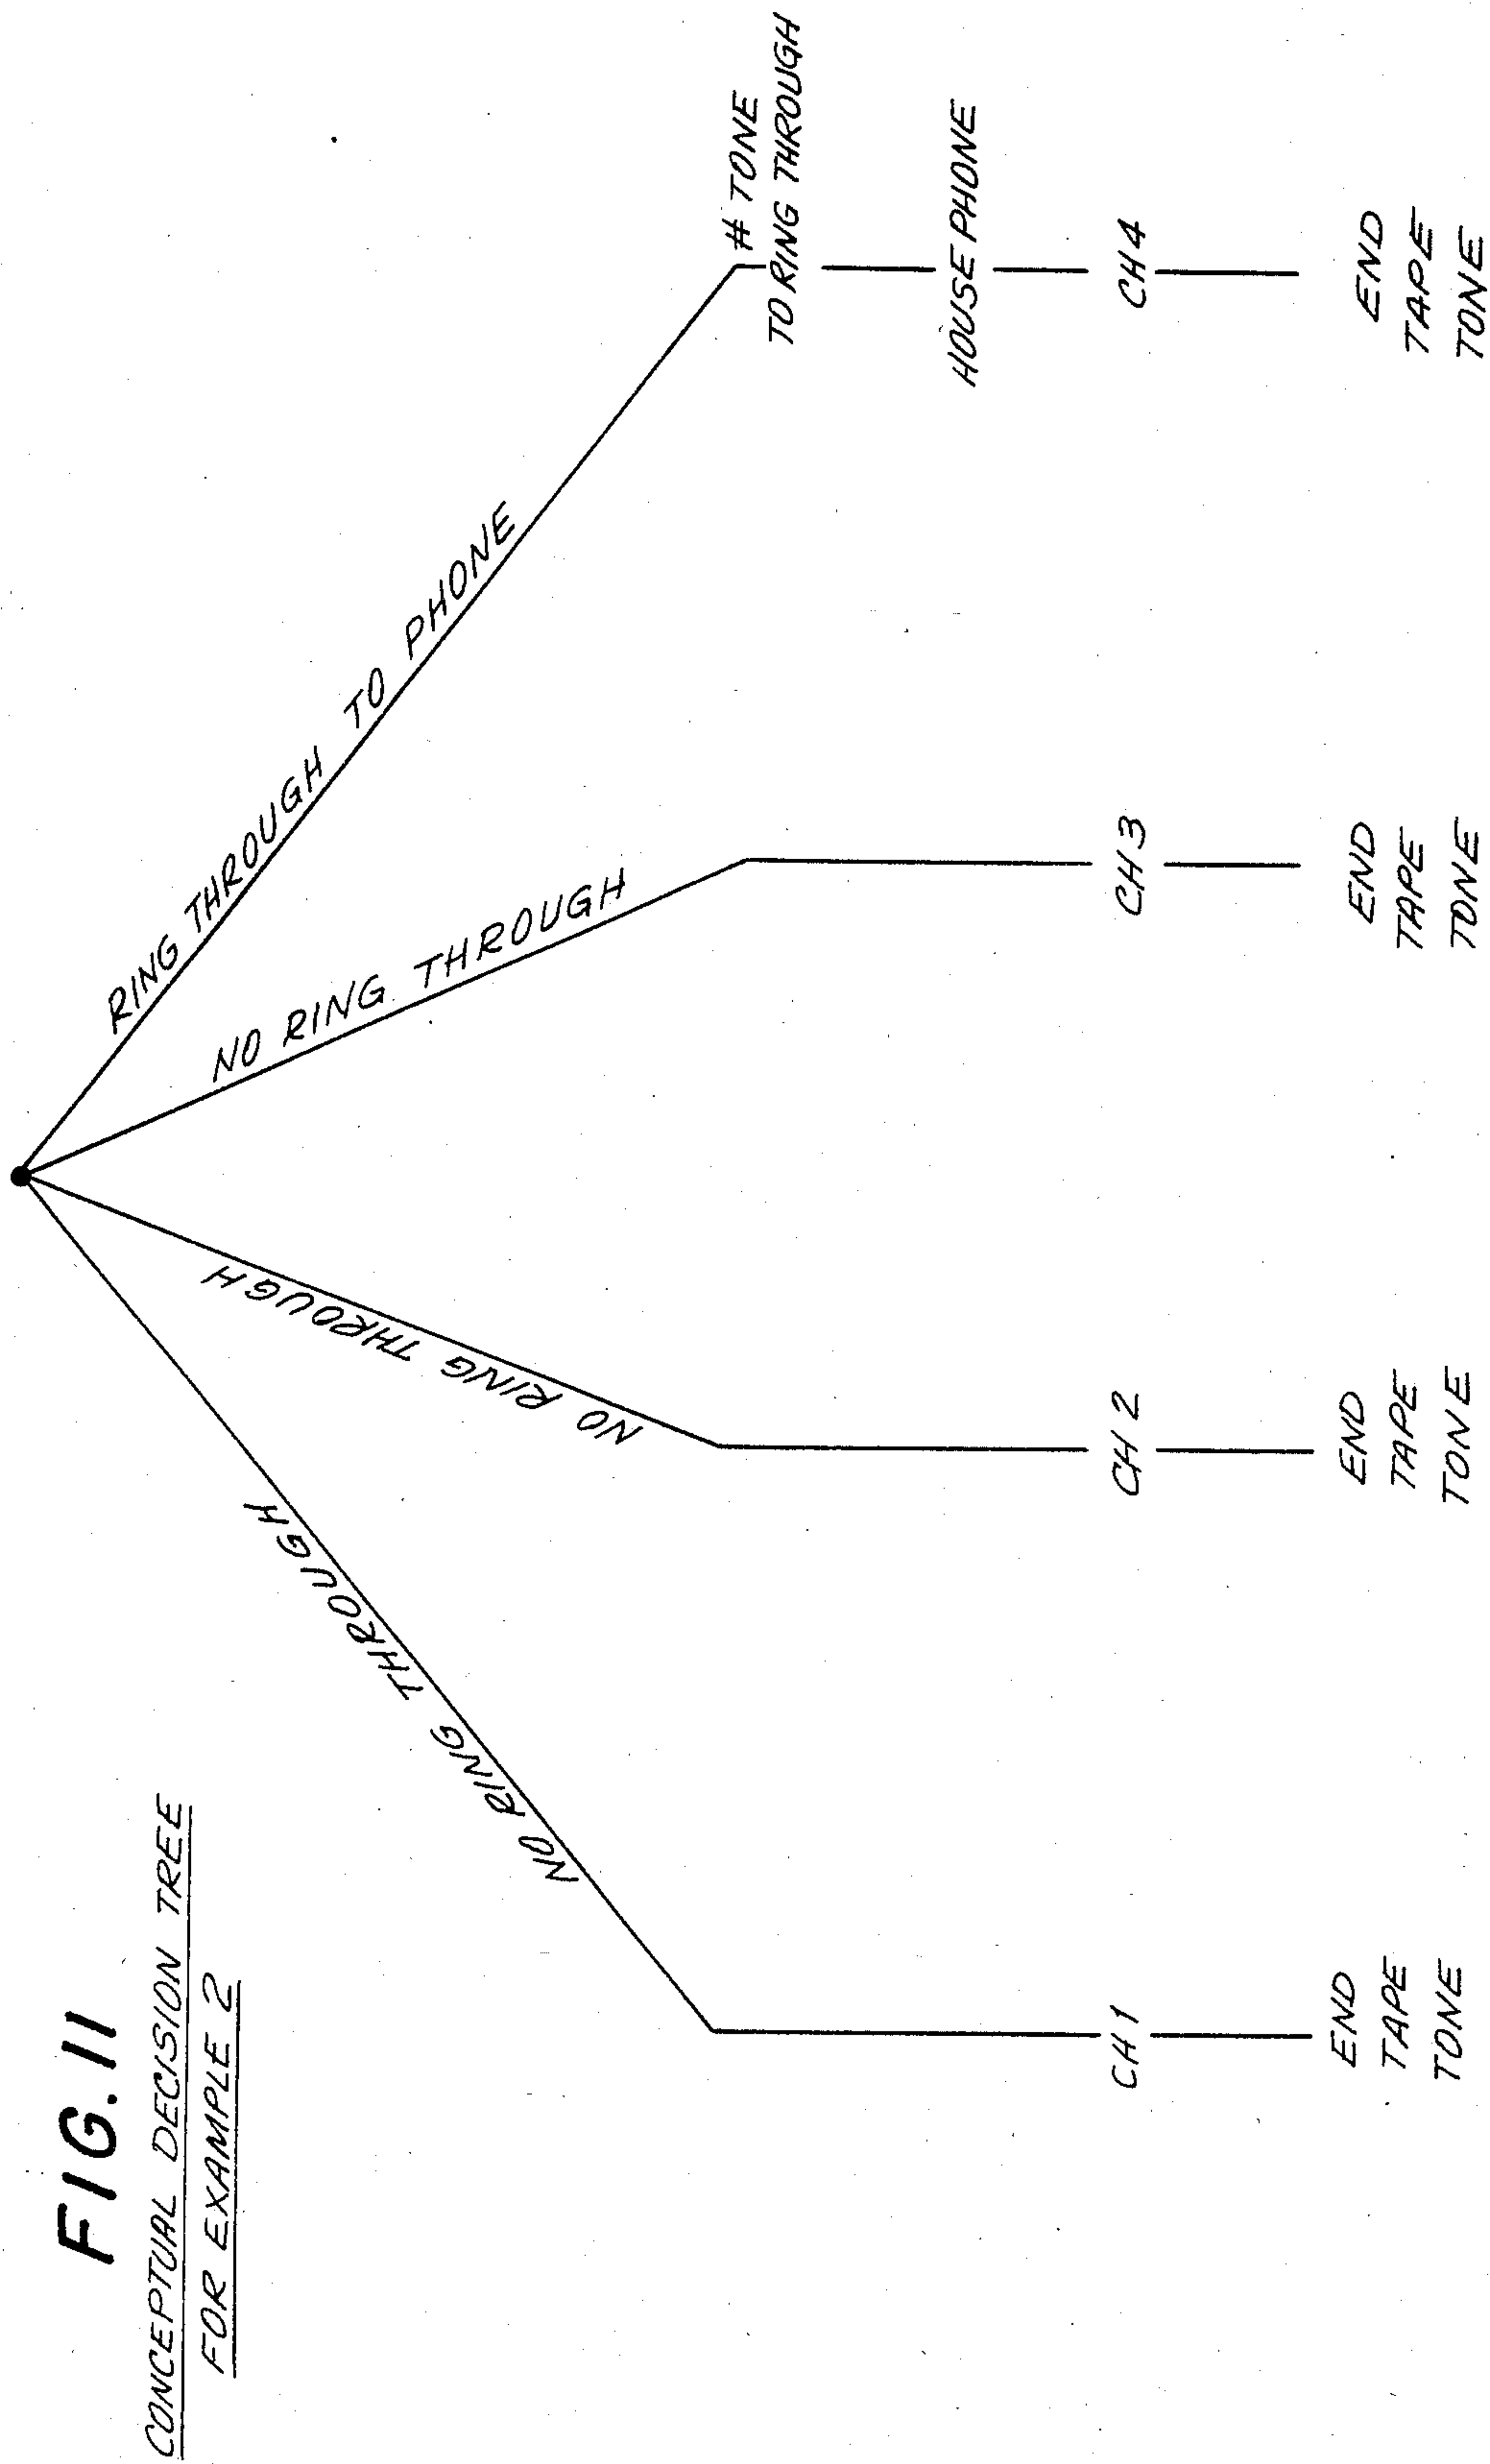 FIG. 11
CONCEPTUAL DECISION TREE
FOR EXAMPLE 2
NO RING THROUGH
NO RING THROUGH
NO RING THROUGH
RING THROUGH TO PHONE
# TONE
TO RING THROUGH
HOUSE PHONE
CH 1
CH 2
CH 3
CH 4
END
TAPE
TONE
END
TAPE
TONE
END
TAPE
TONE
END
TAPE
TONE